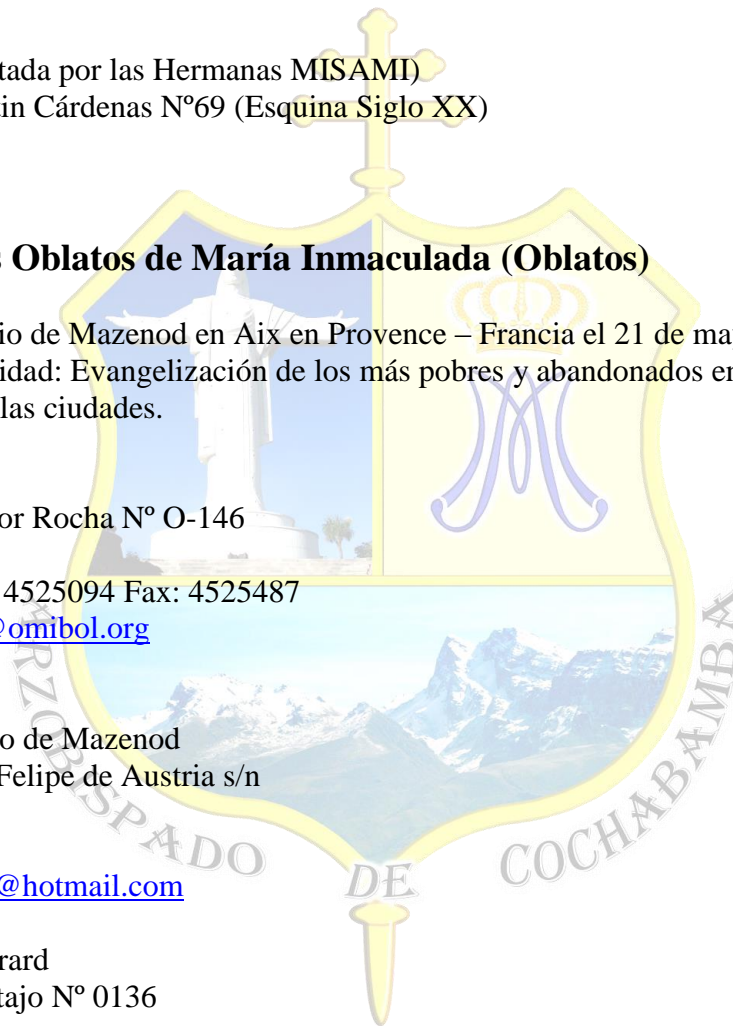 tada por las Hermanas MISAMI)
tin Cárdenas Nº69 (Esquina Siglo XX)
s Oblatos de María Inmaculada (Oblatos)
io de Mazenod en Aix en Provence – Francia el 21 de ma
idad: Evangelización de los más pobres y abandonados en
las ciudades.
or Rocha Nº O-146
4525094 Fax: 4525487
@omibol.org
o de Mazenod
Felipe de Austria s/n
@hotmail.com
rard
tajo Nº 0136
ARZOBISPADO DE COCHABAMBA